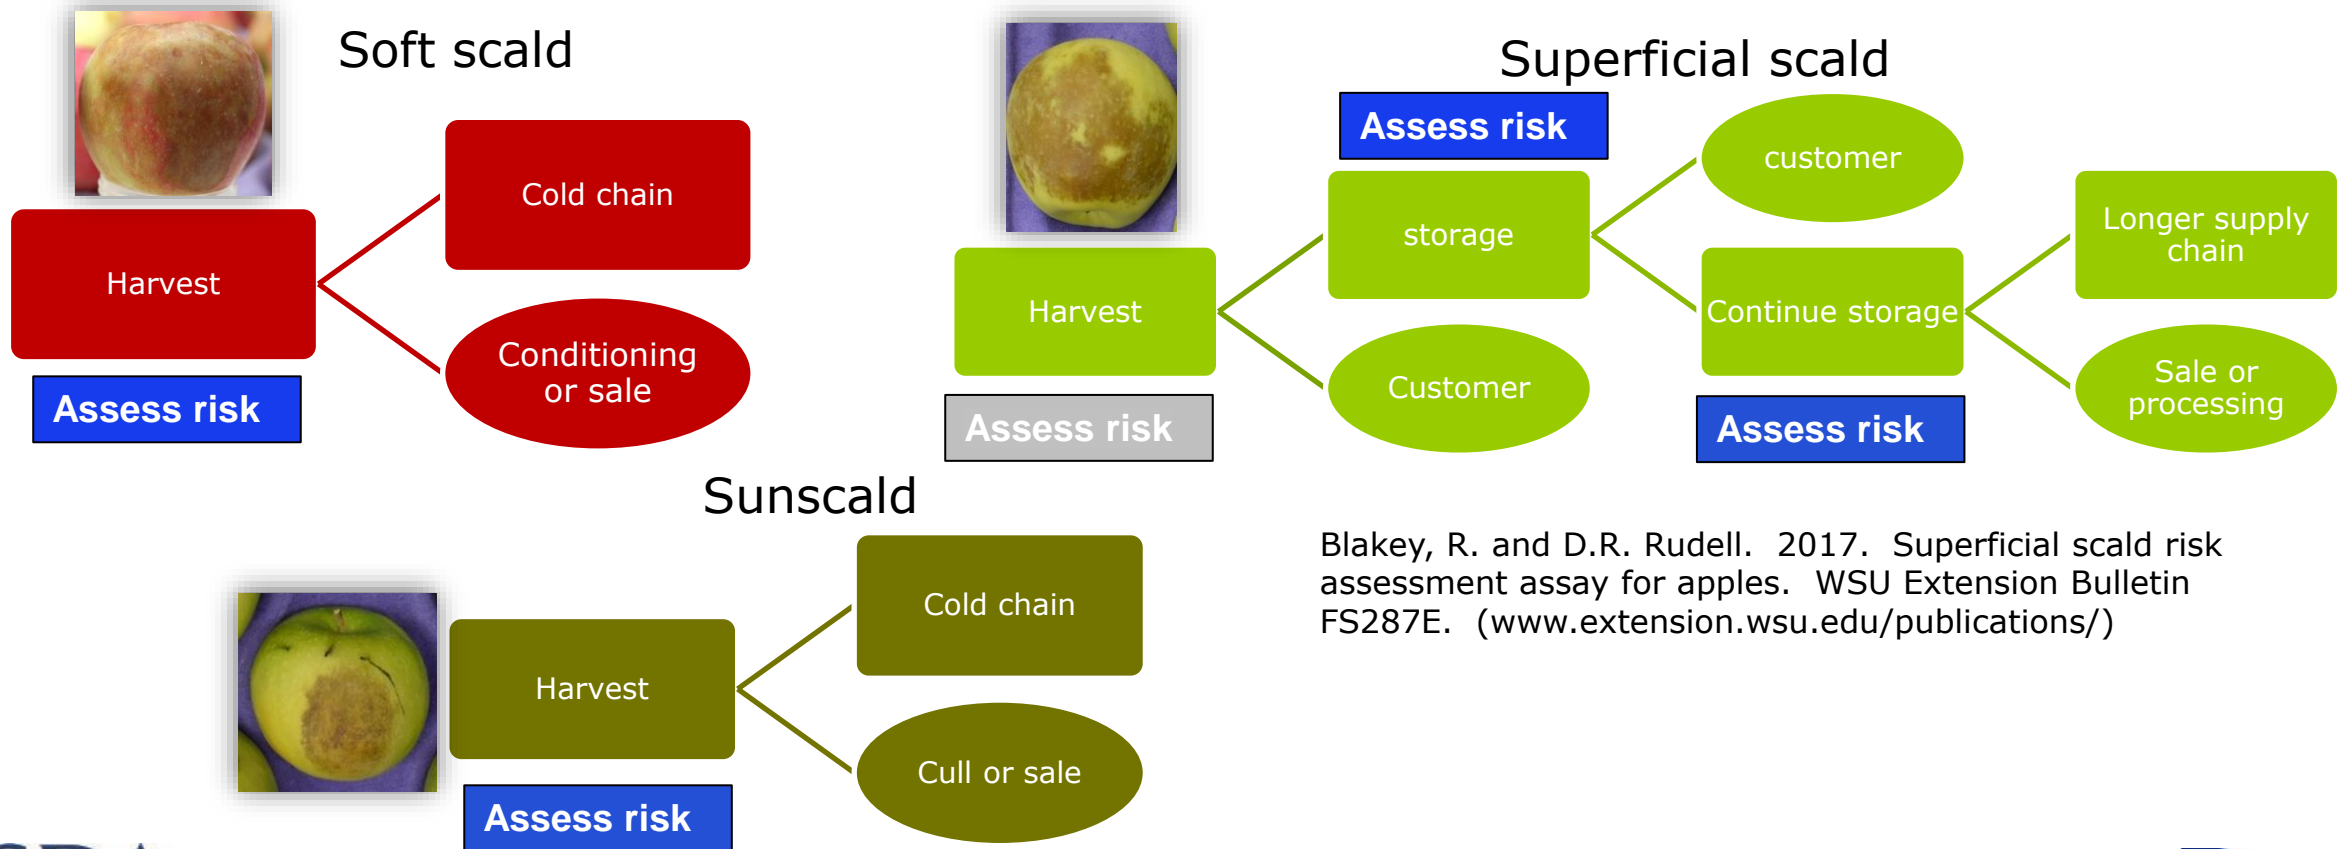 Soft scald
Cold chain
Harvest
Conditioning
or sale
Assess risk
Superficial scald
Assess risk
customer
storage
Longer supply
chain
Harvest
Continue storage
Customer
Sale or
processing
Assess risk
Assess risk
Sunscald
Cold chain
Harvest
Cull or sale
Assess risk
Blakey, R. and D.R. Rudell.  2017.  Superficial scald risk
assessment assay for apples.  WSU Extension Bulletin
FS287E.  (www.extension.wsu.edu/publications/)